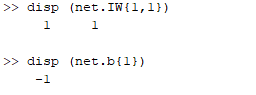 >> disp (net.IW{1,1})
1 1
>> disp (net.b{1})
-1